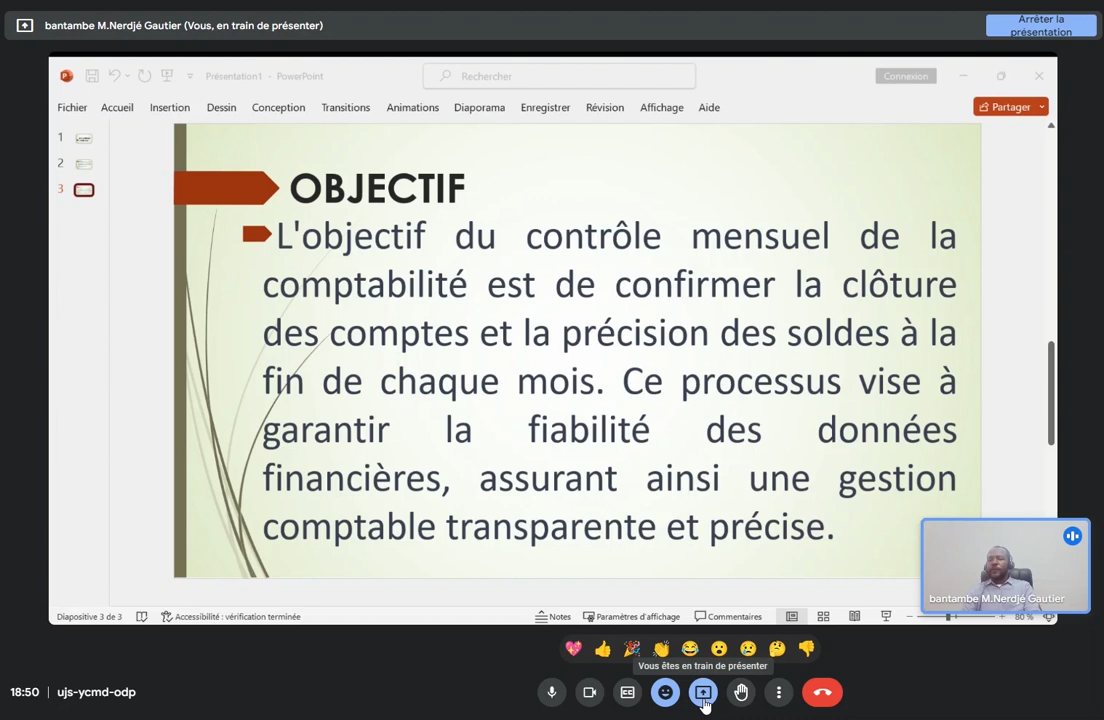 bantambe M.Nerdjé Gautier (Vous, en train de présenter)
Arrêter la
présentation
Présentation1 - PowerPoint
Rechercher
Connexion
Fichier Accueil Insertion Dessin Conception Transitions Animations Diaporama Enregistrer Révision Affichage Aide
Partager
1
2
3
OBJECTIF
L'objectif du contrôle mensuel de la
comptabilité est de confirmer la clôture
des comptes et la précision des soldes à la
fin de chaque mois. Ce processus vise à
garantir la fiabilité des données
financières, assurant ainsi une gestion
comptable transparente et précise.
bantambe M.Nerdjé Gautier
Diapositive 3 de 3
Accessibilité : vérification terminée
Notes
Paramètres d'affichage
Commentaires
80 %
Vous êtes en train de présenter
18:50 | ujs-ycmd-odp